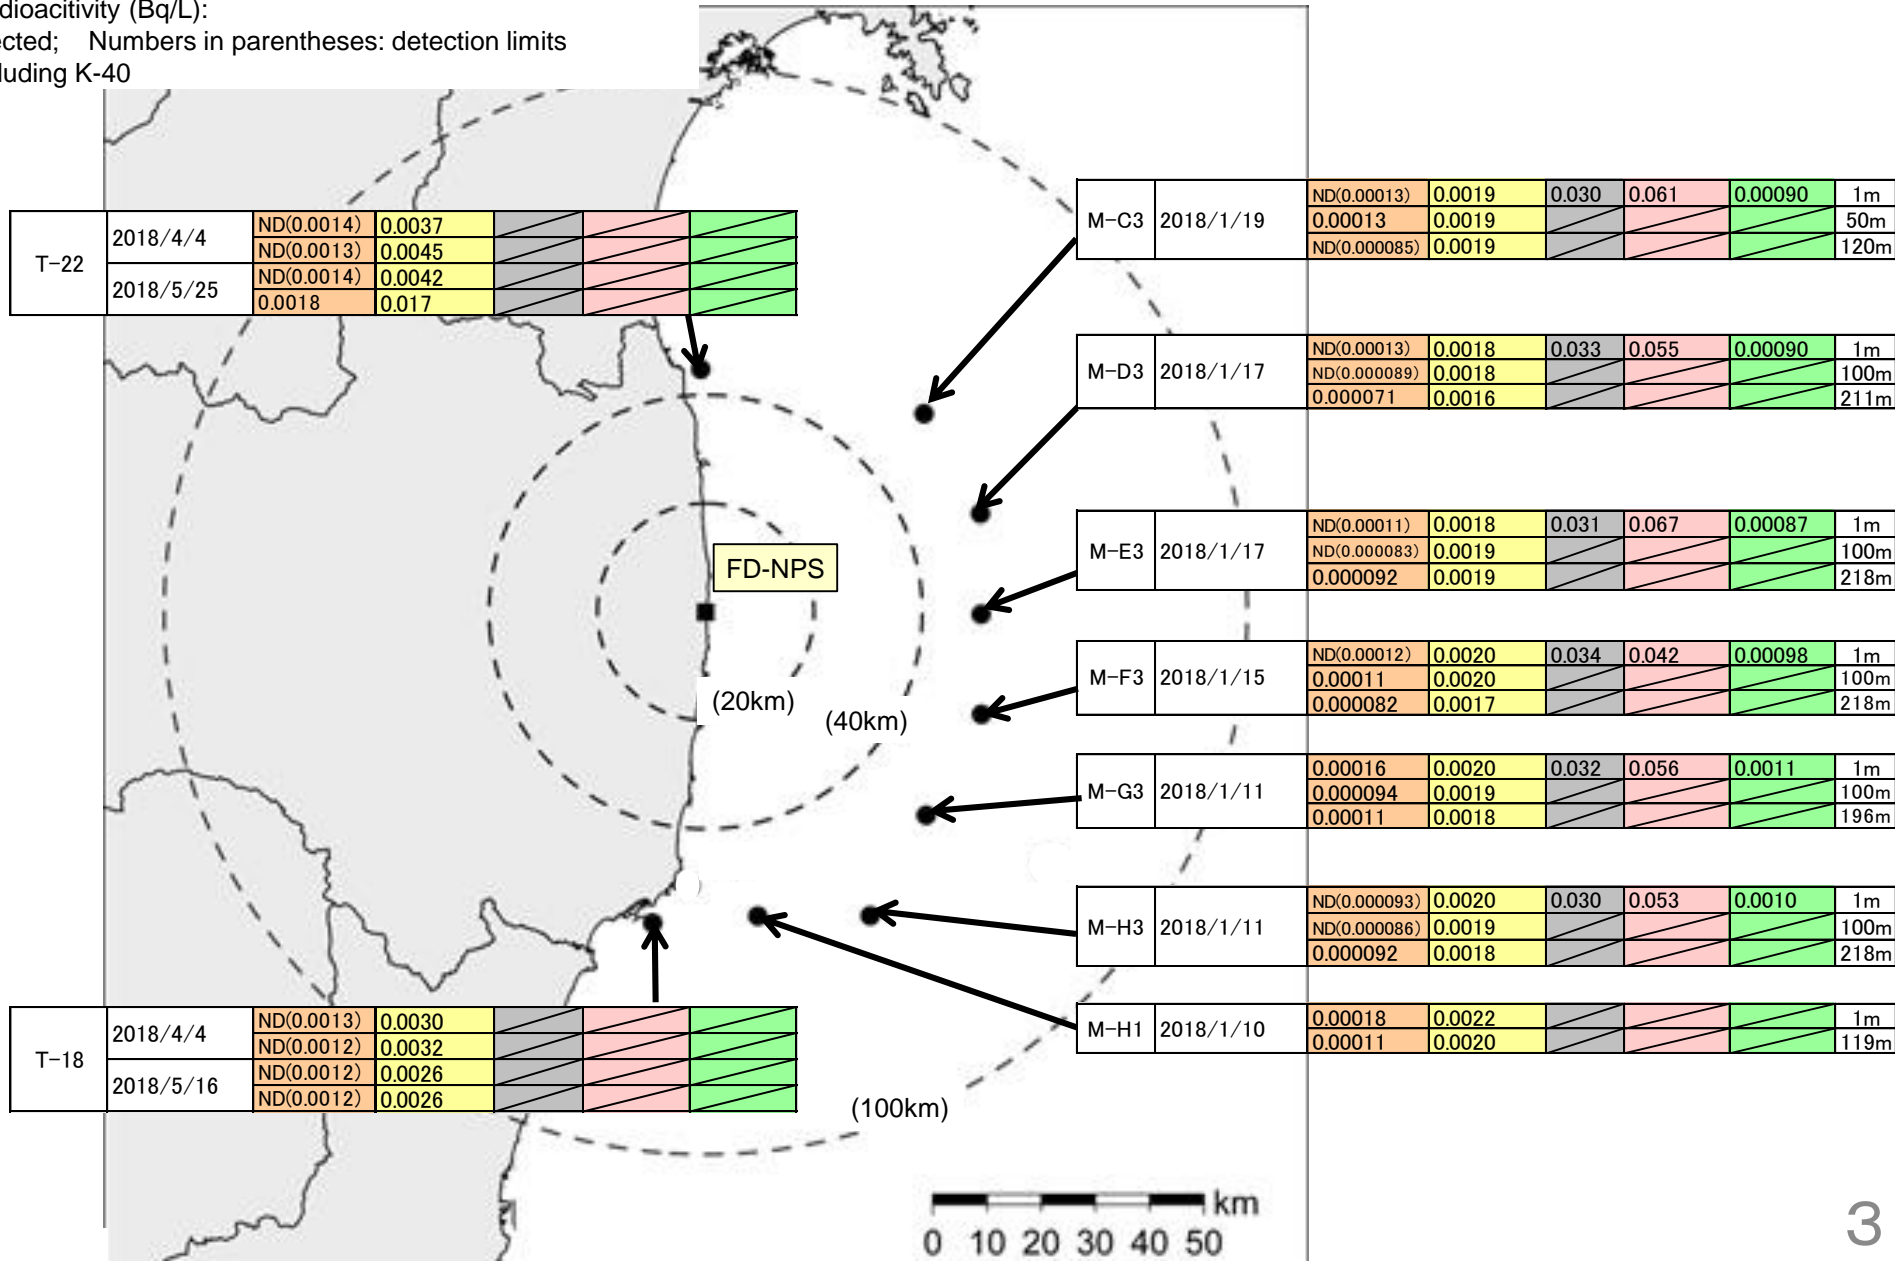 dioacitivity (Bq/L):
ected; Numbers in parentheses: detection limits
luding K-40
T-22
2018/4/4
ND(0.0014) 0.0037
ND(0.0013) 0.0045
2018/5/25
ND(0.0014) 0.0042
0.0018 0.017
M-C3 2018/1/19
ND(0.00013) 0.0019 0.030 0.061 0.00090 1m
0.00013 0.0019 50m
ND(0.000085) 0.0019 120m
M-D3 2018/1/17
ND(0.00013) 0.0018 0.033 0.055 0.00090 1m
ND(0.000089) 0.0018 100m
0.000071 0.0016 211m
M-E3 2018/1/17
ND(0.00011) 0.0018 0.031 0.067 0.00087 1m
ND(0.000083) 0.0019 100m
0.000092 0.0019 218m
FD-NPS
(20km)
(40km)
M-F3 2018/1/15
ND(0.00012) 0.0020 0.034 0.042 0.00098 1m
0.00011 0.0020 100m
0.000082 0.0017 218m
M-G3 2018/1/11
0.00016 0.0020 0.032 0.056 0.0011 1m
0.000094 0.0019 100m
0.00011 0.0018 196m
M-H3 2018/1/11
ND(0.000093) 0.0020 0.030 0.053 0.0010 1m
ND(0.000086) 0.0019 100m
0.000092 0.0018 218m
M-H1 2018/1/10
0.00018 0.0022 1m
0.00011 0.0020 119m
T-18
2018/4/4
ND(0.0013) 0.0030
ND(0.0012) 0.0032
2018/5/16
ND(0.0012) 0.0026
ND(0.0012) 0.0026
(100km)
km
0 10 20 30 40 50
3